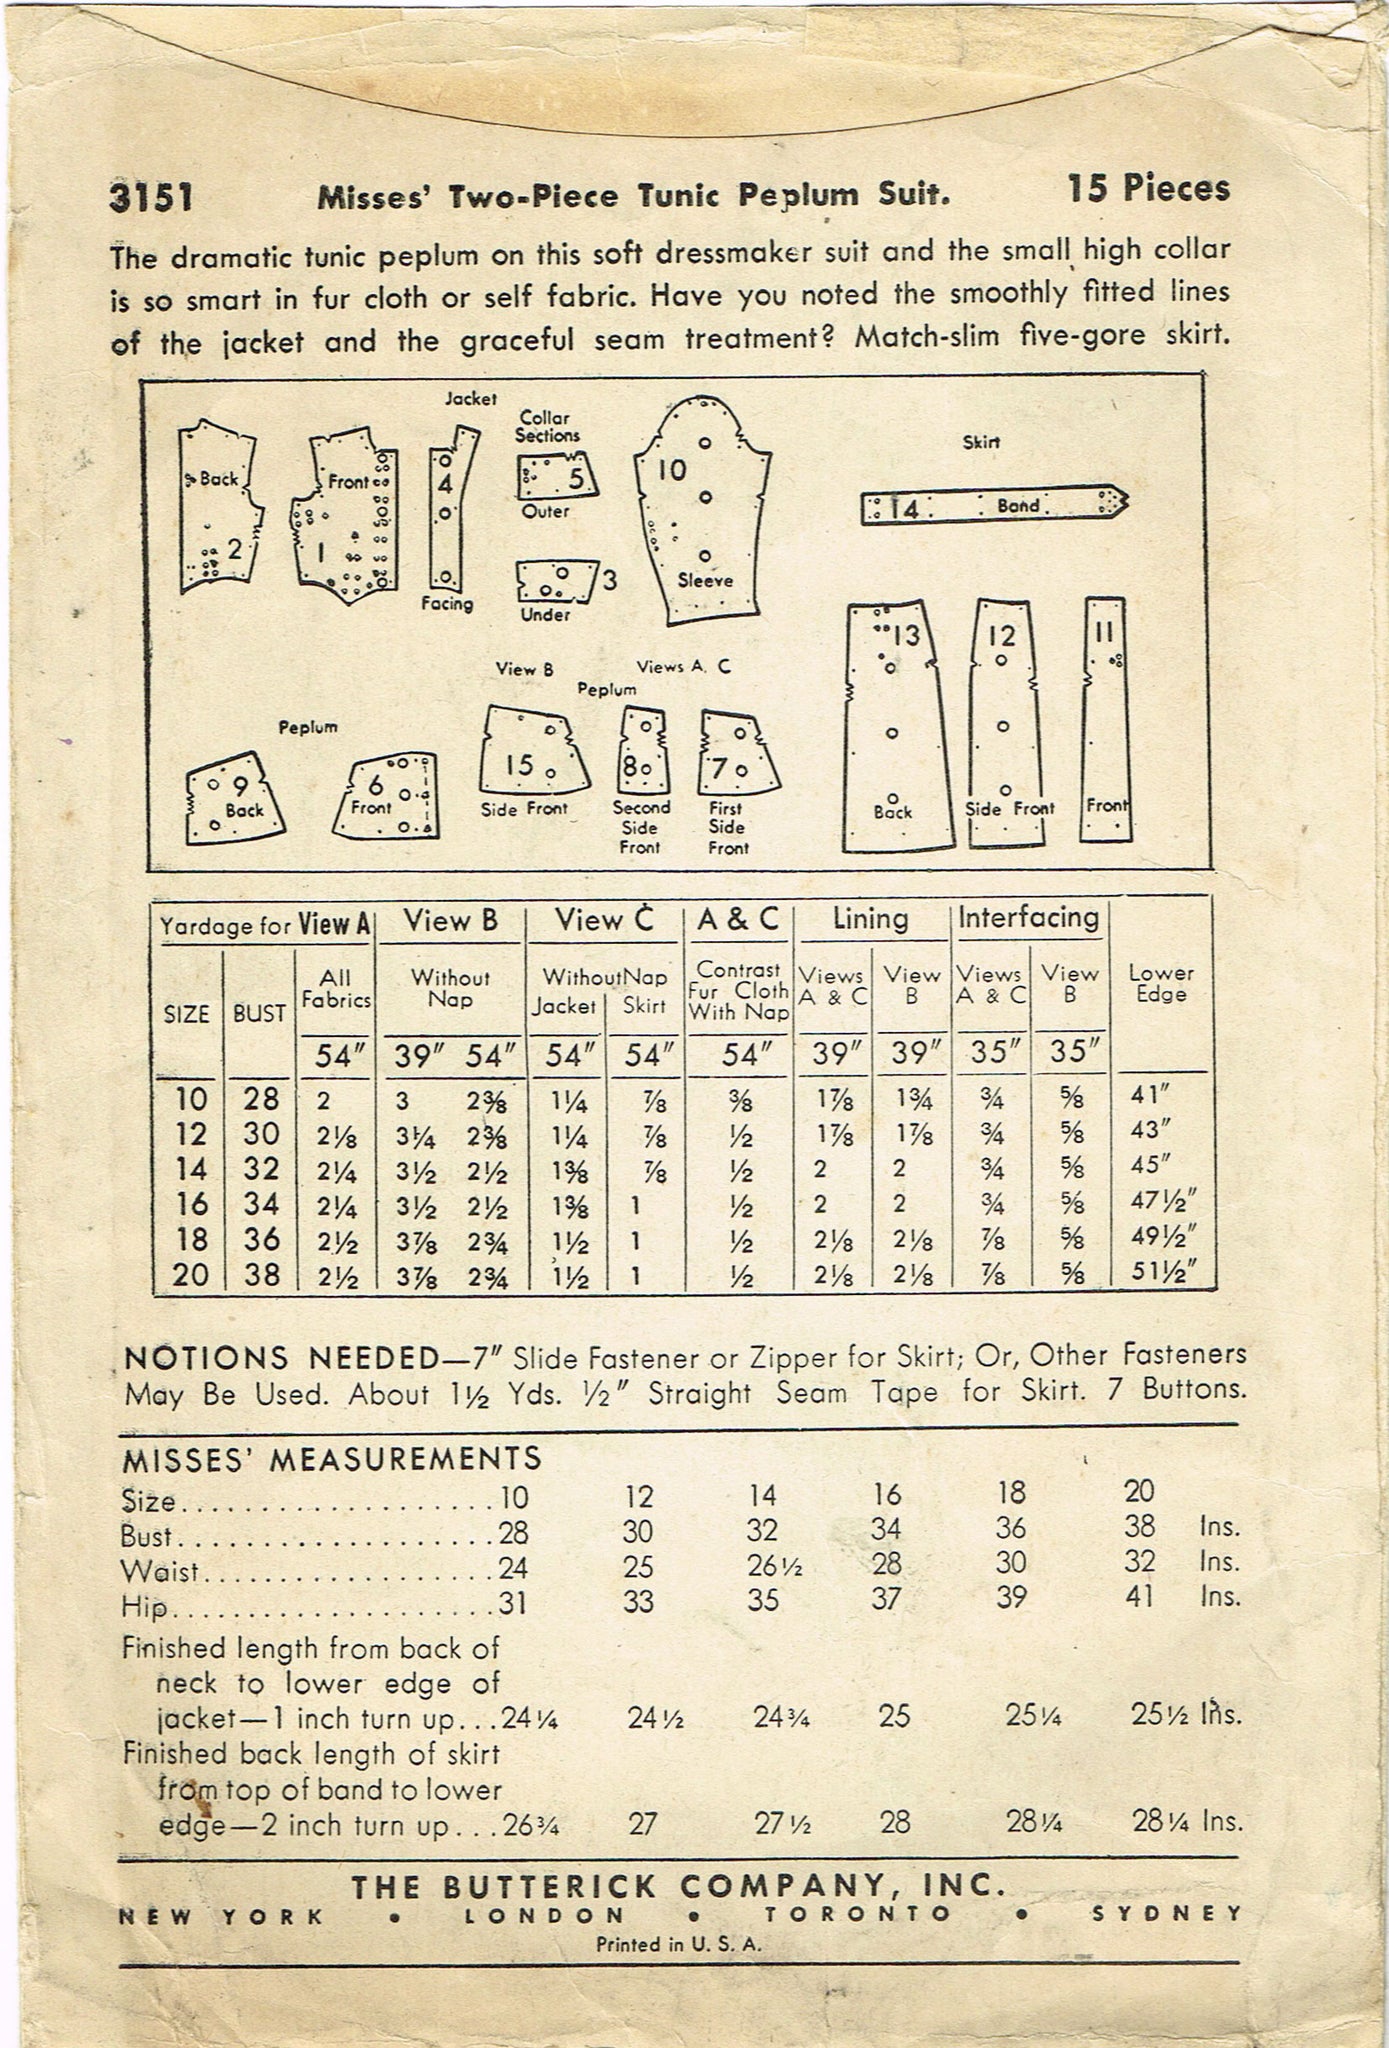 3151 Misses' Two-Piece Tunic Peplum Suit. 15 Pieces
The dramatic tunic peplum on this soft dressmaker suit and the small high collar
is so smart in fur cloth or self fabric. Have you noted the smoothly fitted lines
of the jacket and the graceful seam treatment? Match-slim five-gore skirt.
Jacket
Collar
Sections
Skirt
Back
2
Front
1
4
Facing
5
Outer
3
Under
10
Sleeve
14 Band
View B Views A, C
Peplum
Peplum
9
Back
6
Front
15
Side Front
8
Second
Side
Front
7
First
Side
Front
13
Back
12
Side Front
11
Front
Yardage for View A View B View C A & C Lining Interfacing
SIZE BUST All Fabrics Without Nap Without Nap Jacket Skirt Contrast Fur Cloth With Nap Views A & C View B Views A & C View B Lower Edge
54" 39" 54" 54" 54" 54" 39" 39" 35" 35"
10 28 2 3 2⅜ 1¼ ⅞ ⅜ 1⅞ 1¾ ¾ ⅝ 41"
12 30 2⅛ 3¼ 2⅜ 1¼ ⅞ ½ 1⅞ 1⅞ ¾ ⅝ 43"
14 32 2¼ 3½ 2½ 1⅜ ⅞ ½ 2 2 ¾ ⅝ 45"
16 34 2¼ 3½ 2½ 1⅜ 1 ½ 2 2 ¾ ⅝ 47½"
18 36 2½ 3⅞ 2¾ 1½ 1 ½ 2⅛ 2⅛ ⅞ ⅝ 49½"
20 38 2½ 3⅞ 2¾ 1½ 1 ½ 2⅛ 2⅛ ⅞ ⅝ 51½"
NOTIONS NEEDED—7" Slide Fastener or Zipper for Skirt; Or, Other Fasteners
May Be Used. About 1½ Yds. ½" Straight Seam Tape for Skirt. 7 Buttons.
MISSES' MEASUREMENTS
Size.................... 10 12 14 16 18 20
Bust.................... 28 30 32 34 36 38 Ins.
Waist.................. 24 25 26½ 28 30 32 Ins.
Hip..................... 31 33 35 37 39 41 Ins.
Finished length from back of
neck to lower edge of
jacket—1 inch turn up...24¼ 24½ 24¾ 25 25¼ 25½ Ins.
Finished back length of skirt
from top of band to lower
edge—2 inch turn up...26¾ 27 27½ 28 28¼ 28¼ Ins.
THE BUTTERICK COMPANY, INC.
NEW YORK • LONDON • TORONTO • SYDNEY
Printed in U. S. A.